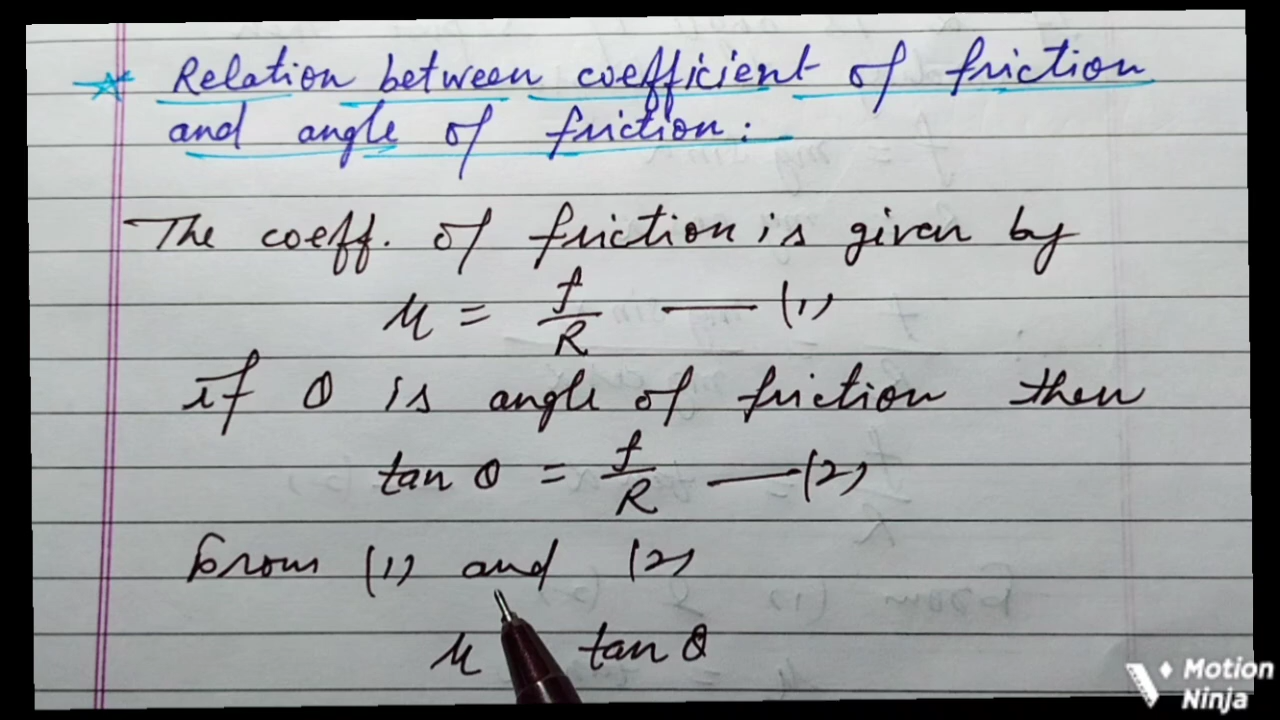 Relation between coefficient of friction
and angle of friction:
The coeff. of friction is given by
μ = f/R — (1)
if θ is angle of friction then
tan θ = f/R — (2)
From (1) and (2)
μ tan θ
Motion
Ninja